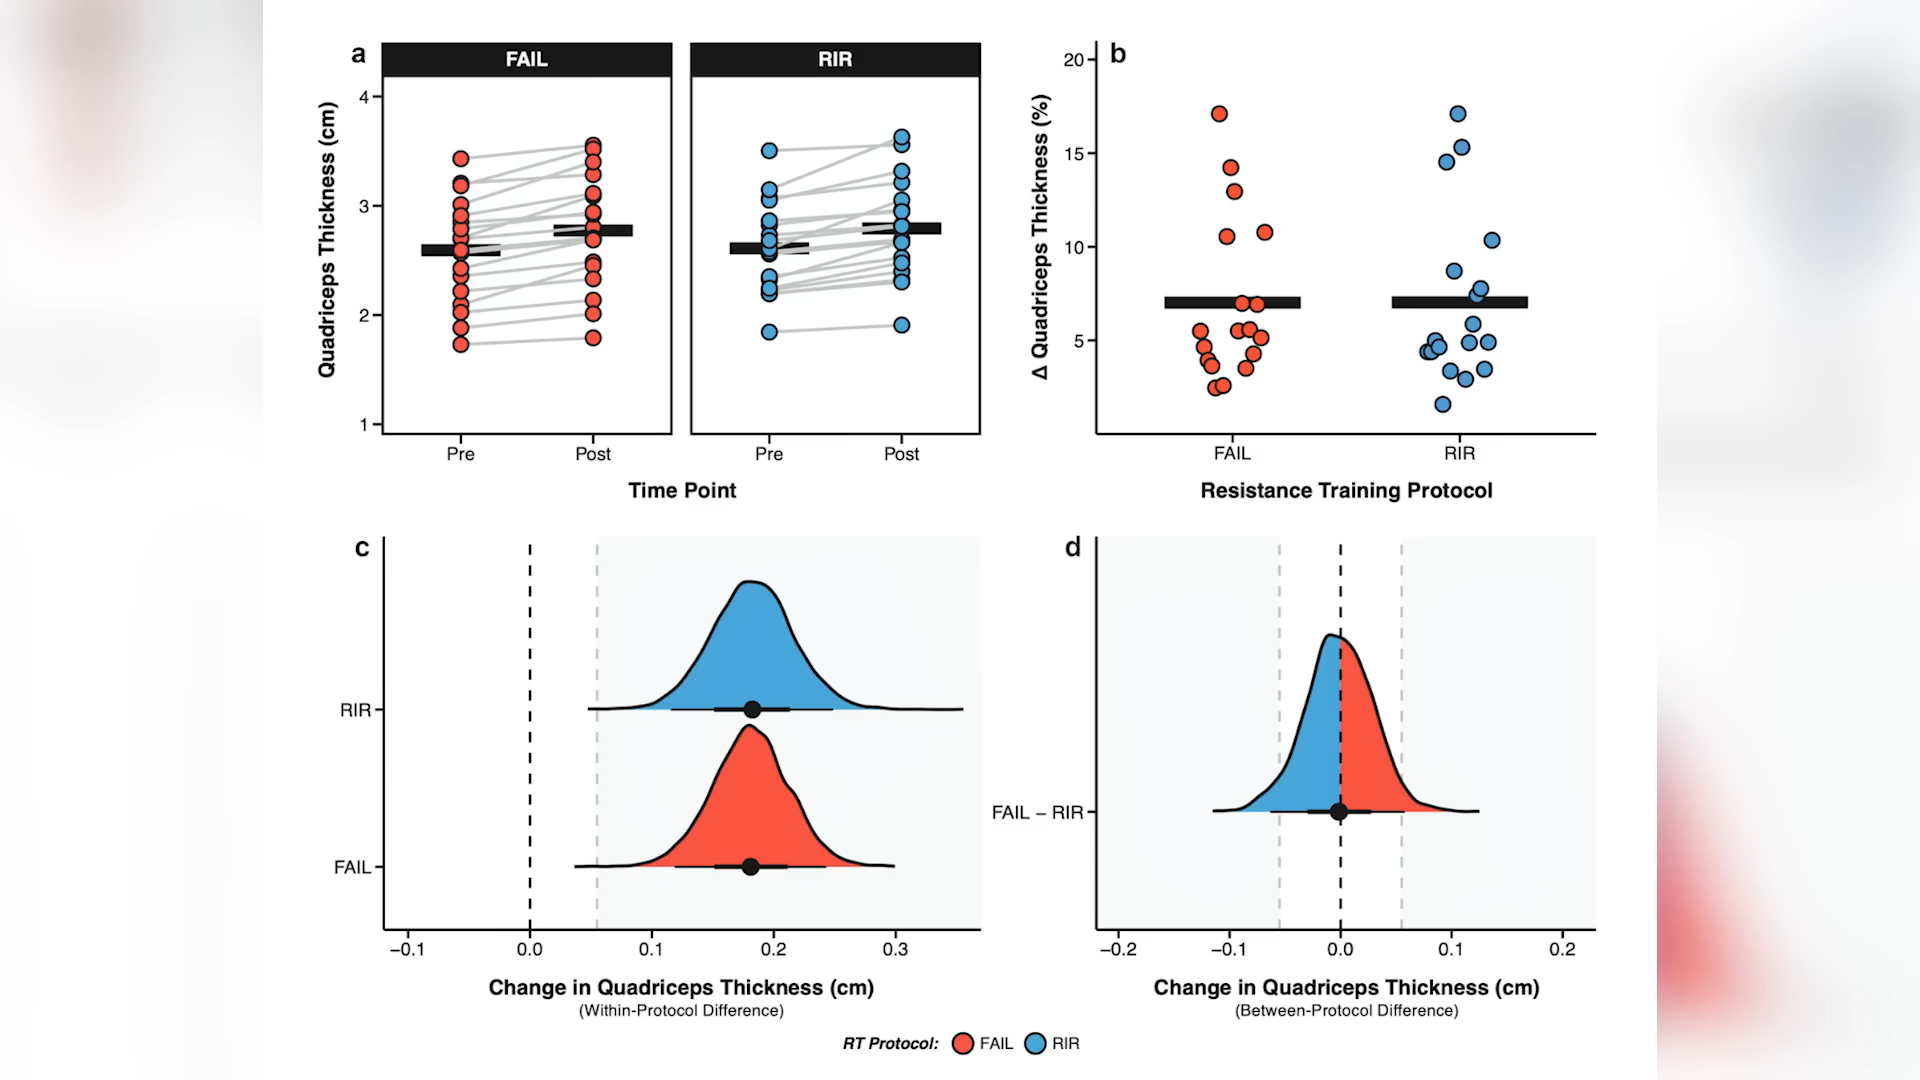 a
FAIL
RIR
Quadriceps Thickness (cm)
4
3
2
1
Pre
Post
Pre
Post
Time Point
b
Δ Quadriceps Thickness (%)
20
15
10
5
FAIL
RIR
Resistance Training Protocol
c
RIR
FAIL
−0.1
0.0
0.1
0.2
0.3
Change in Quadriceps Thickness (cm)
(Within-Protocol Difference)
d
FAIL − RIR
−0.2
−0.1
0.0
0.1
0.2
Change in Quadriceps Thickness (cm)
(Between-Protocol Difference)
RT Protocol: FAIL RIR